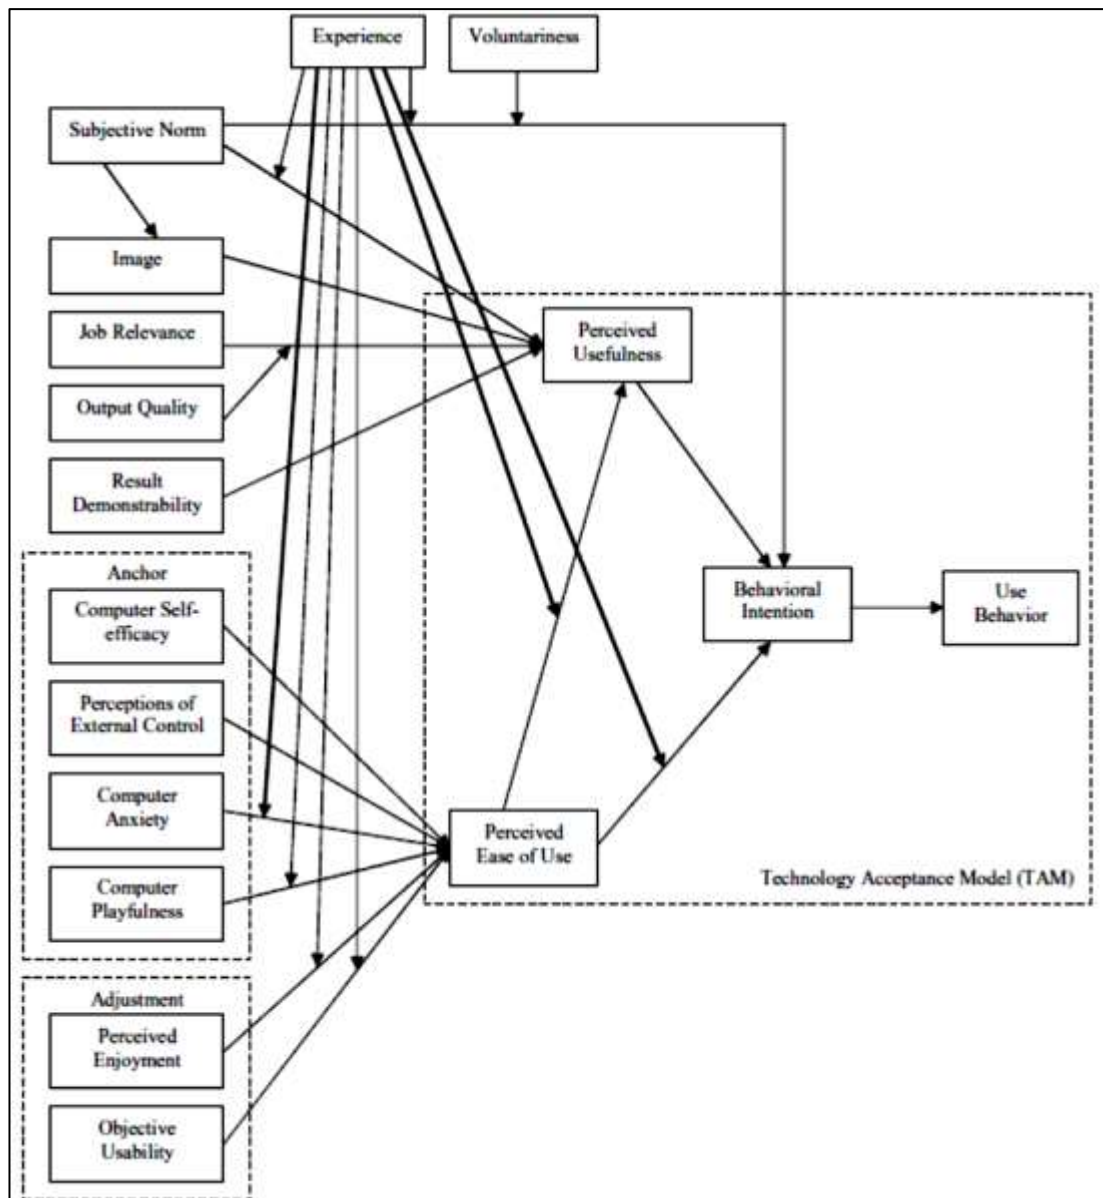 Experience
Voluntariness
Subjective Norm
Image
Job Relevance
Output Quality
Result
Demonstrability
Anchor
Computer Self-
efficacy
Perceptions of
External Control
Computer
Anxiety
Computer
Playfulness
Adjustment
Perceived
Enjoyment
Objective
Usability
Perceived
Usefulness
Behavioral
Intention
Use
Behavior
Perceived
Ease of Use
Technology Acceptance Model (TAM)